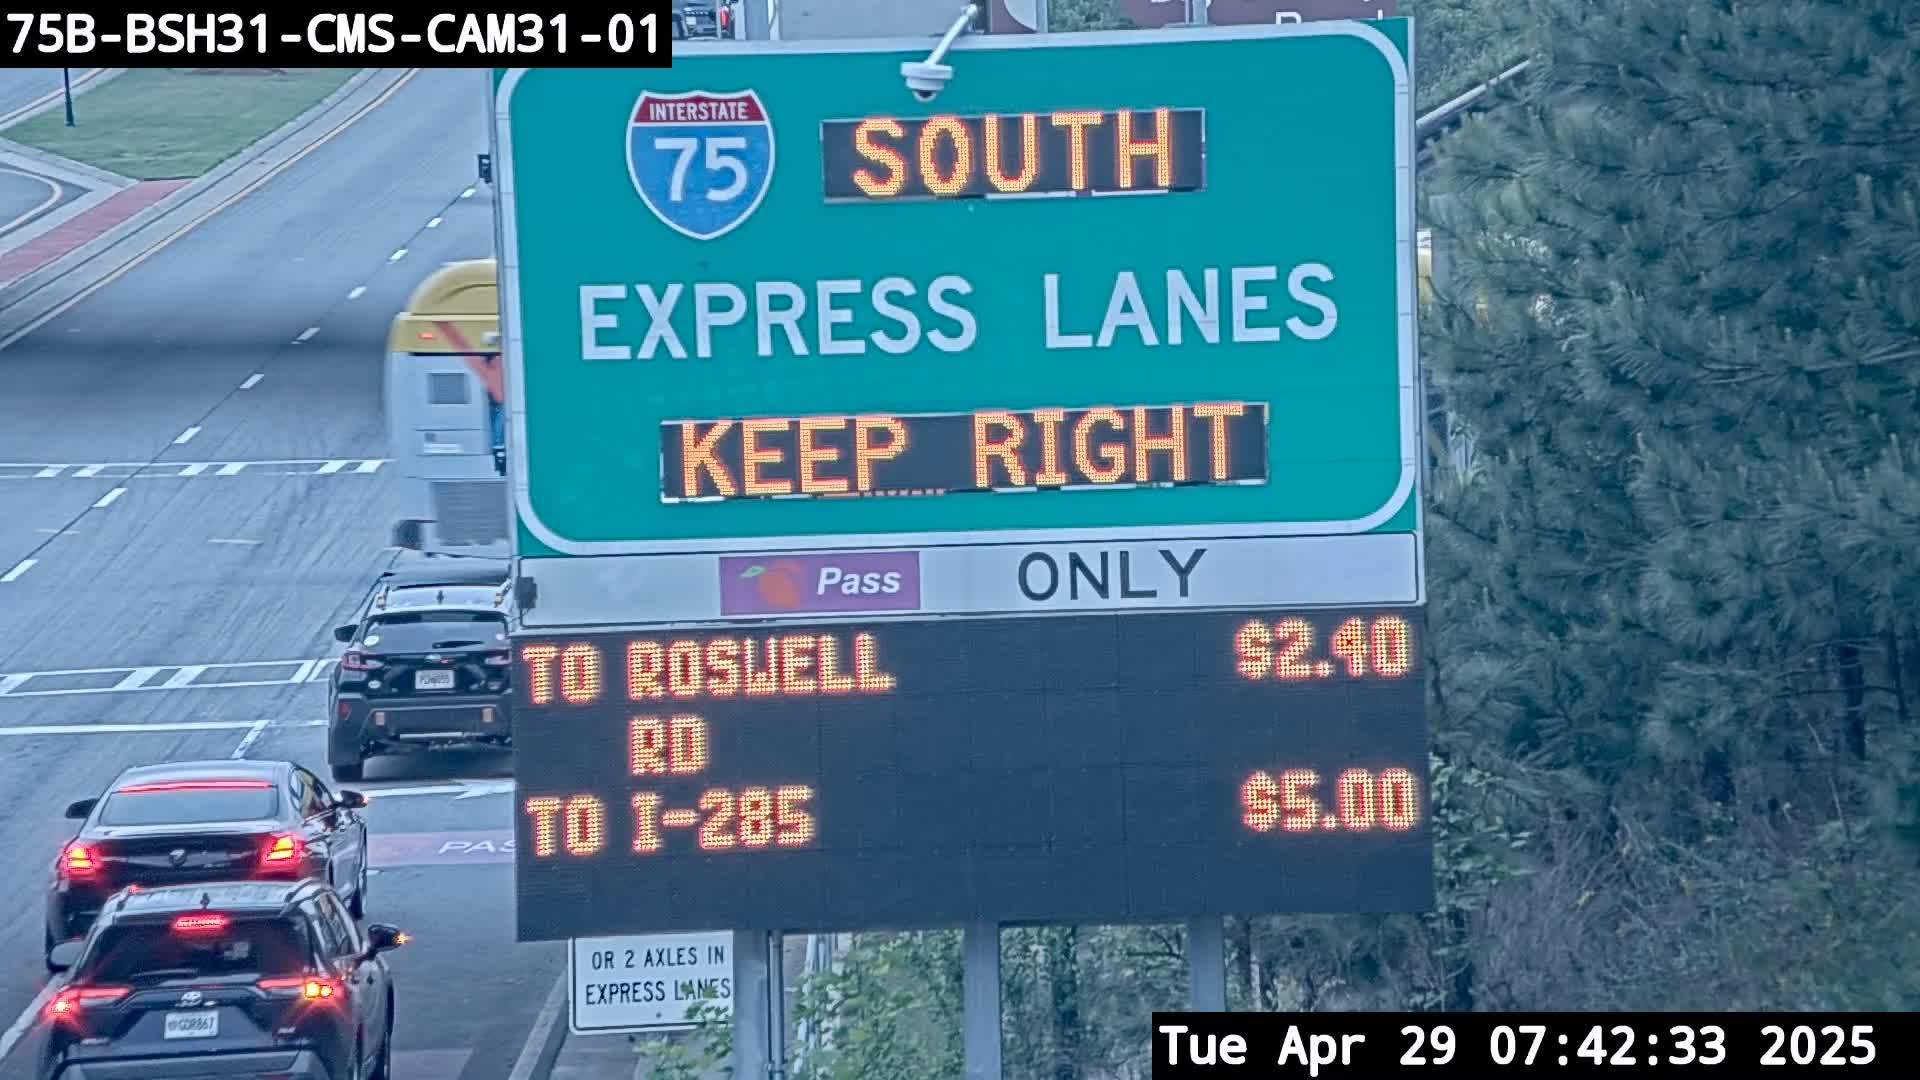 75B-BSH31-CMS-CAM31-01
INTERSTATE
75
SOUTH
EXPRESS LANES
KEEP RIGHT
Pass
ONLY
TO ROSWELL $2.40
RD
TO I-285 $5.00
PAS
OR 2 AXLES IN
EXPRESS LANES
Tue Apr 29 07:42:33 2025